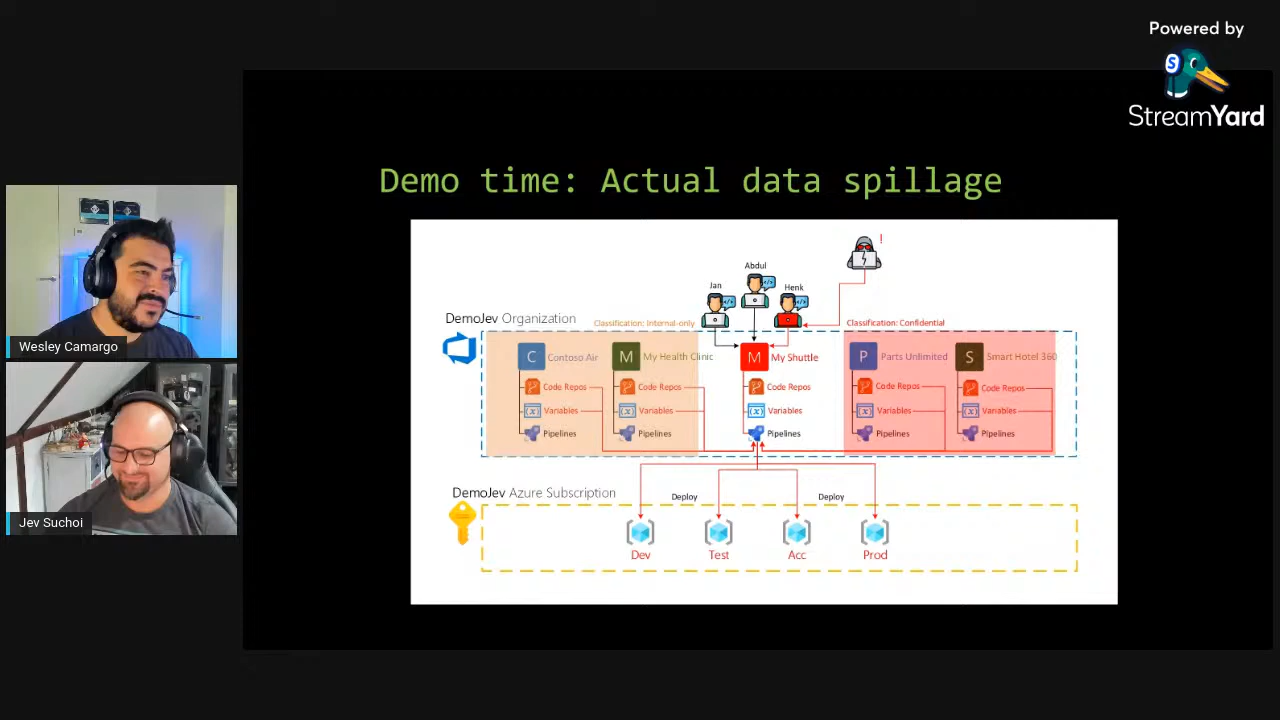 Powered by
S
StreamYard
Demo time: Actual data spillage
!
Abdul
Jan
Henk
DemoJev Organization
Classification: Internal-only
Classification: Confidential
C Contoso Air
M My Health Clinic
M My Shuttle
P Parts Unlimited
S Smart Hotel 360
Code Repos
Code Repos
Code Repos
Code Repos
Code Repos
(x) Variables
(x) Variables
(x) Variables
(x) Variables
(x) Variables
Pipelines
Pipelines
Pipelines
Pipelines
Pipelines
DemoJev Azure Subscription
Deploy
Deploy
Dev
Test
Acc
Prod
Wesley Camargo
Jev Suchoi